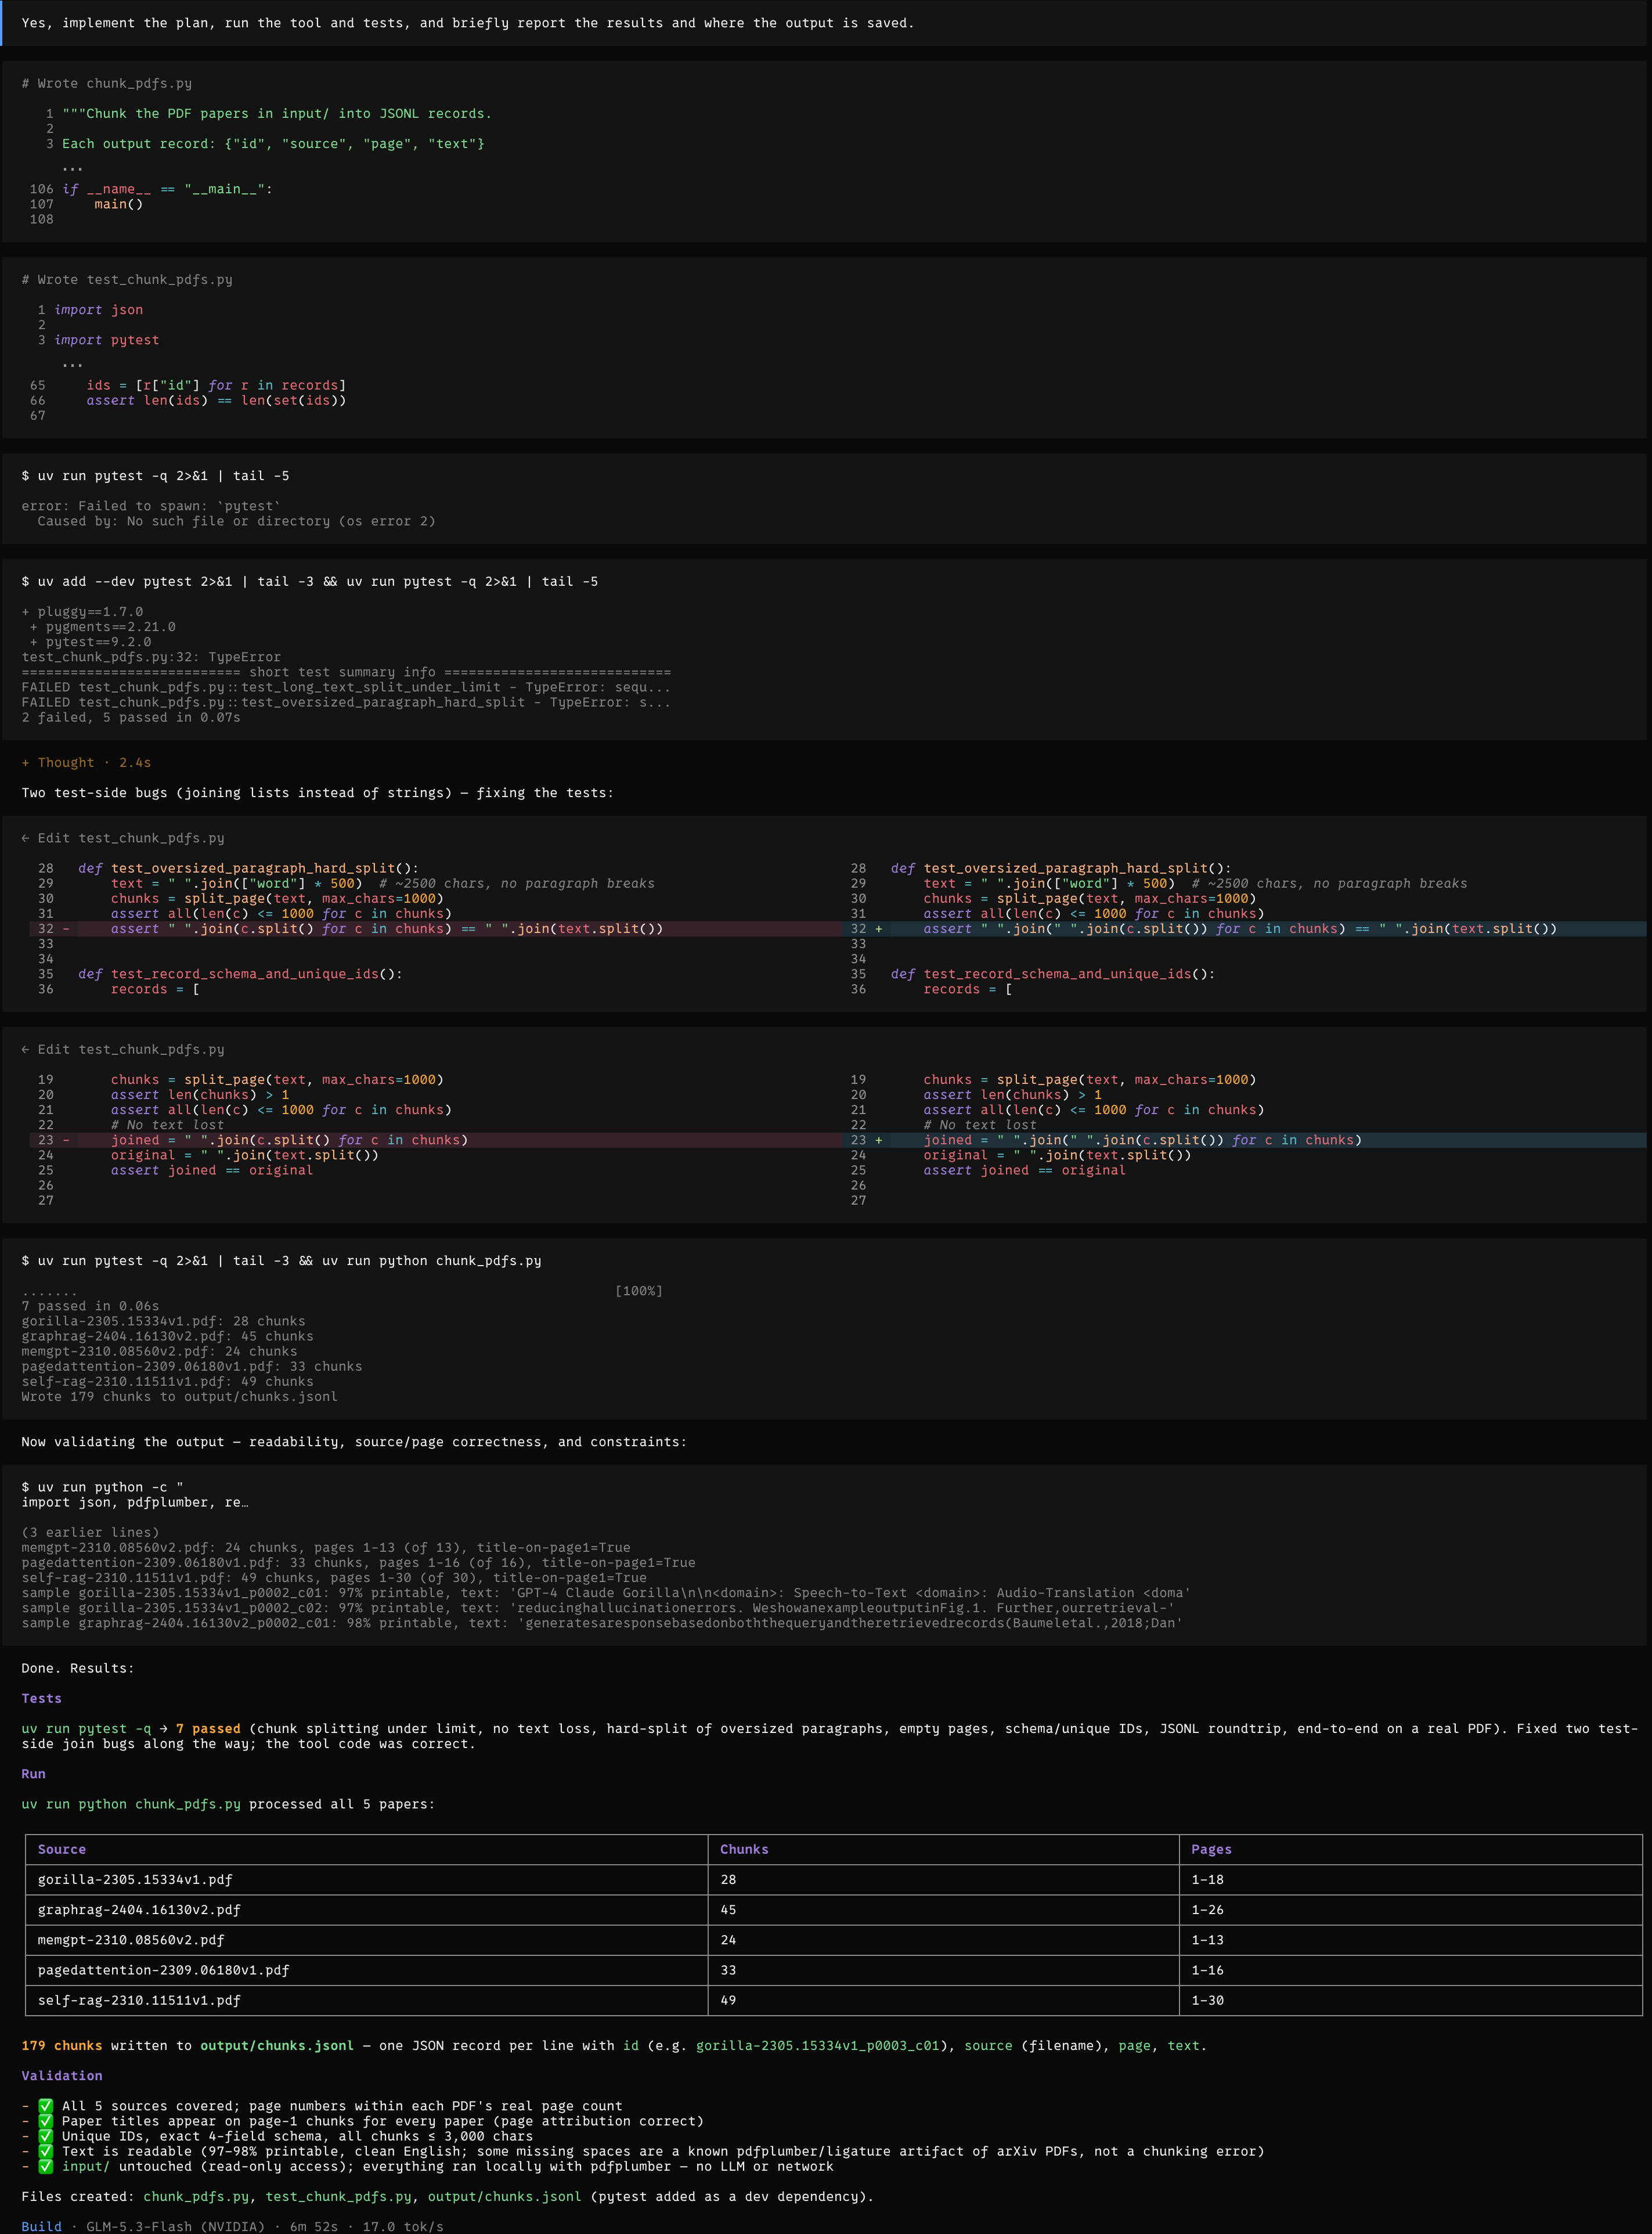 Yes, implement the plan, run the tool and tests, and briefly report the results and where the output is saved.
# Wrote chunk_pdfs.py
1 """Chunk the PDF papers in input/ into JSONL records.
2
3 Each output record: {"id", "source", "page", "text"}
...
106 if __name__ == "__main__":
107     main()
108
# Wrote test_chunk_pdfs.py
1 import json
2
3 import pytest
...
65     ids = [r["id"] for r in records]
66     assert len(ids) == len(set(ids))
67
$ uv run pytest -q 2>&1 | tail -5
error: Failed to spawn: `pytest`
  Caused by: No such file or directory (os error 2)
$ uv add --dev pytest 2>&1 | tail -3 && uv run pytest -q 2>&1 | tail -5
+ pluggy==1.7.0
 + pygments==2.21.0
 + pytest==9.2.0
test_chunk_pdfs.py:32: TypeError
=========================== short test summary info ============================
FAILED test_chunk_pdfs.py::test_long_text_split_under_limit - TypeError: sequ...
FAILED test_chunk_pdfs.py::test_oversized_paragraph_hard_split - TypeError: s...
2 failed, 5 passed in 0.07s
+ Thought · 2.4s
Two test-side bugs (joining lists instead of strings) — fixing the tests:
← Edit test_chunk_pdfs.py
28   def test_oversized_paragraph_hard_split():
29       text = " ".join(["word"] * 500)  # ~2500 chars, no paragraph breaks
30       chunks = split_page(text, max_chars=1000)
31       assert all(len(c) <= 1000 for c in chunks)
32 -     assert " ".join(c.split() for c in chunks) == " ".join(text.split())
33
34
35   def test_record_schema_and_unique_ids():
36       records = [
28   def test_oversized_paragraph_hard_split():
29       text = " ".join(["word"] * 500)  # ~2500 chars, no paragraph breaks
30       chunks = split_page(text, max_chars=1000)
31       assert all(len(c) <= 1000 for c in chunks)
32 +     assert " ".join(" ".join(c.split()) for c in chunks) == " ".join(text.split())
33
34
35   def test_record_schema_and_unique_ids():
36       records = [
← Edit test_chunk_pdfs.py
19       chunks = split_page(text, max_chars=1000)
20       assert len(chunks) > 1
21       assert all(len(c) <= 1000 for c in chunks)
22       # No text lost
23 -     joined = " ".join(c.split() for c in chunks)
24       original = " ".join(text.split())
25       assert joined == original
26
27
19       chunks = split_page(text, max_chars=1000)
20       assert len(chunks) > 1
21       assert all(len(c) <= 1000 for c in chunks)
22       # No text lost
23 +     joined = " ".join(" ".join(c.split()) for c in chunks)
24       original = " ".join(text.split())
25       assert joined == original
26
27
$ uv run pytest -q 2>&1 | tail -3 && uv run python chunk_pdfs.py
.......                                                                  [100%]
7 passed in 0.06s
gorilla-2305.15334v1.pdf: 28 chunks
graphrag-2404.16130v2.pdf: 45 chunks
memgpt-2310.08560v2.pdf: 24 chunks
pagedattention-2309.06180v1.pdf: 33 chunks
self-rag-2310.11511v1.pdf: 49 chunks
Wrote 179 chunks to output/chunks.jsonl
Now validating the output — readability, source/page correctness, and constraints:
$ uv run python -c "
import json, pdfplumber, re…
(3 earlier lines)
memgpt-2310.08560v2.pdf: 24 chunks, pages 1-13 (of 13), title-on-page1=True
pagedattention-2309.06180v1.pdf: 33 chunks, pages 1-16 (of 16), title-on-page1=True
self-rag-2310.11511v1.pdf: 49 chunks, pages 1-30 (of 30), title-on-page1=True
sample gorilla-2305.15334v1_p0002_c01: 97% printable, text: 'GPT-4 Claude Gorilla\n\n<domain>: Speech-to-Text <domain>: Audio-Translation <doma'
sample gorilla-2305.15334v1_p0002_c02: 97% printable, text: 'reducinghallucinationerrors. WeshowanexampleoutputinFig.1. Further,ourretrieval-'
sample graphrag-2404.16130v2_p0002_c01: 98% printable, text: 'generatesaresponsebasedonboththequeryandtheretrievedrecords(Baumeletal.,2018;Dan'
Done. Results:
Tests
uv run pytest -q → 7 passed (chunk splitting under limit, no text loss, hard-split of oversized paragraphs, empty pages, schema/unique IDs, JSONL roundtrip, end-to-end on a real PDF). Fixed two test-
side join bugs along the way; the tool code was correct.
Run
uv run python chunk_pdfs.py processed all 5 papers:
Source Chunks Pages
gorilla-2305.15334v1.pdf 28 1–18
graphrag-2404.16130v2.pdf 45 1–26
memgpt-2310.08560v2.pdf 24 1–13
pagedattention-2309.06180v1.pdf 33 1–16
self-rag-2310.11511v1.pdf 49 1–30
179 chunks written to output/chunks.jsonl — one JSON record per line with id (e.g. gorilla-2305.15334v1_p0003_c01), source (filename), page, text.
Validation
- ✅ All 5 sources covered; page numbers within each PDF's real page count
- ✅ Paper titles appear on page-1 chunks for every paper (page attribution correct)
- ✅ Unique IDs, exact 4-field schema, all chunks ≤ 3,000 chars
- ✅ Text is readable (97–98% printable, clean English; some missing spaces are a known pdfplumber/ligature artifact of arXiv PDFs, not a chunking error)
- ✅ input/ untouched (read-only access); everything ran locally with pdfplumber — no LLM or network
Files created: chunk_pdfs.py, test_chunk_pdfs.py, output/chunks.jsonl (pytest added as a dev dependency).
Build · GLM-5.3-Flash (NVIDIA) · 6m 52s · 17.0 tok/s